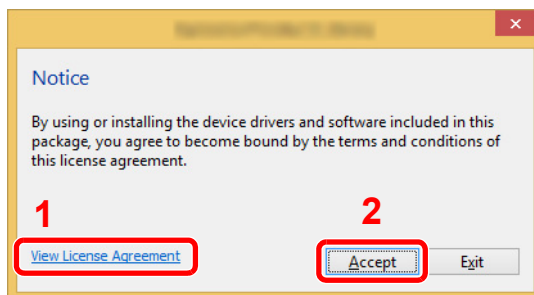 Notice
By using or installing the device drivers and software included in this
package, you agree to become bound by the terms and conditions of
this license agreement.
1
2
View License Agreement
Accept
Exit